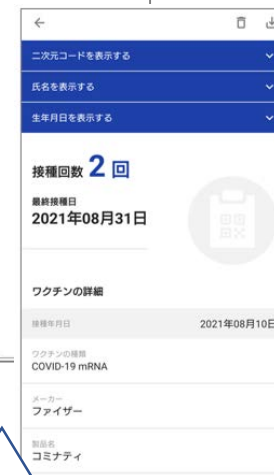 二次元コードを表示する
氏名を表示する
生年月日を表示する
接種回数 2 回
最終接種日
2021年08月31日
ワクチンの詳細
接種年月日 2021年08月10日
ワクチンの種類
COVID-19 mRNA
メーカー
ファイザー
製品名
コミナティ